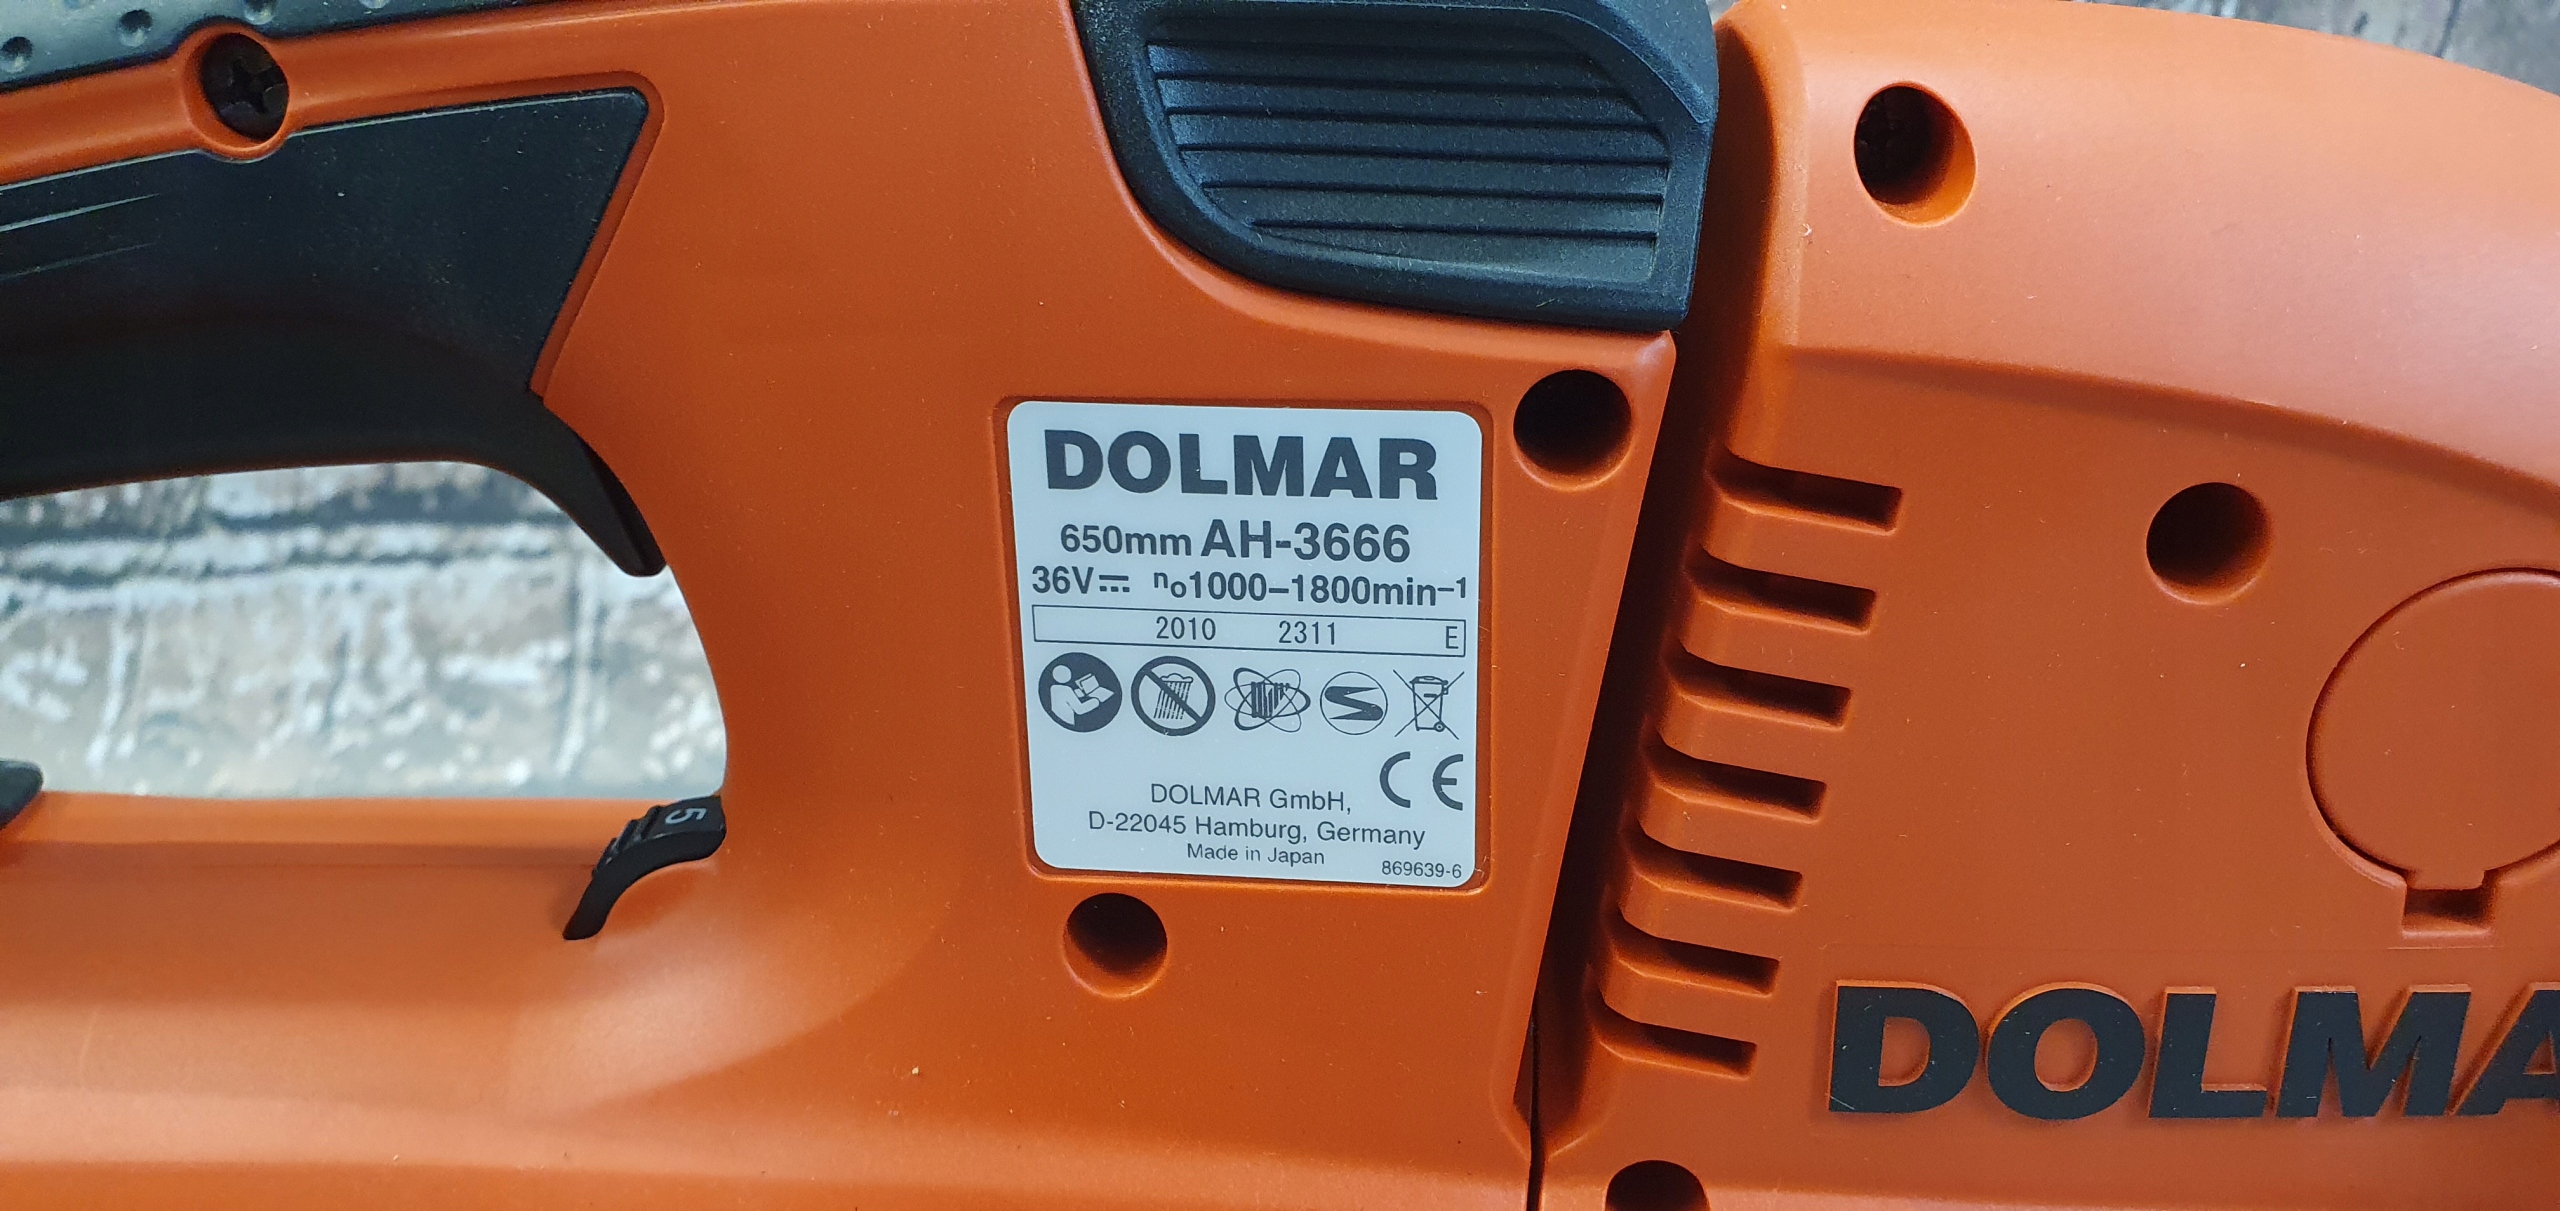 DOLMAR
650mm AH-3666
36V⎓ no1000–1800min–1
2010 2311 E
CE
DOLMAR GmbH,
D-22045 Hamburg, Germany
Made in Japan
869639-6
5
DOLMA